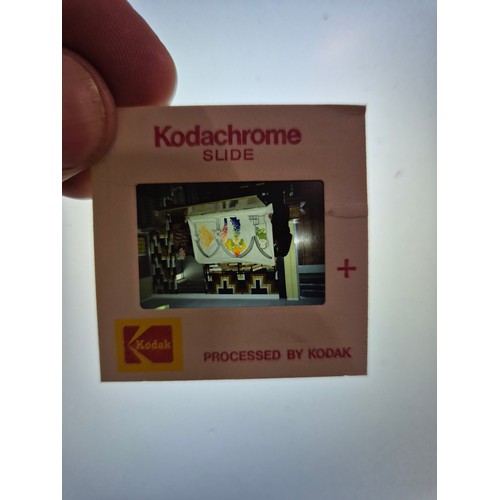 Kodachrome
SLIDE
+
Kodak
PROCESSED BY KODAK